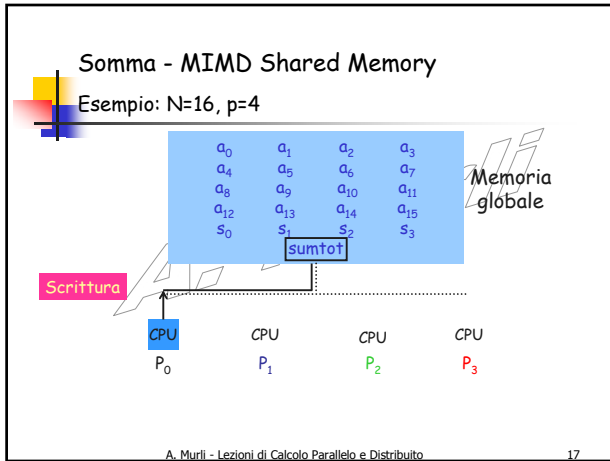 Somma - MIMD Shared Memory
Esempio: N=16, p=4
a0 a1 a2 a3
a4 a5 a6 a7
a8 a9 a10 a11
a12 a13 a14 a15
s0 s1 s2 s3
sumtot
Memoria
globale
Scrittura
CPU CPU CPU CPU
P0 P1 P2 P3
A. Murli - Lezioni di Calcolo Parallelo e Distribuito 17